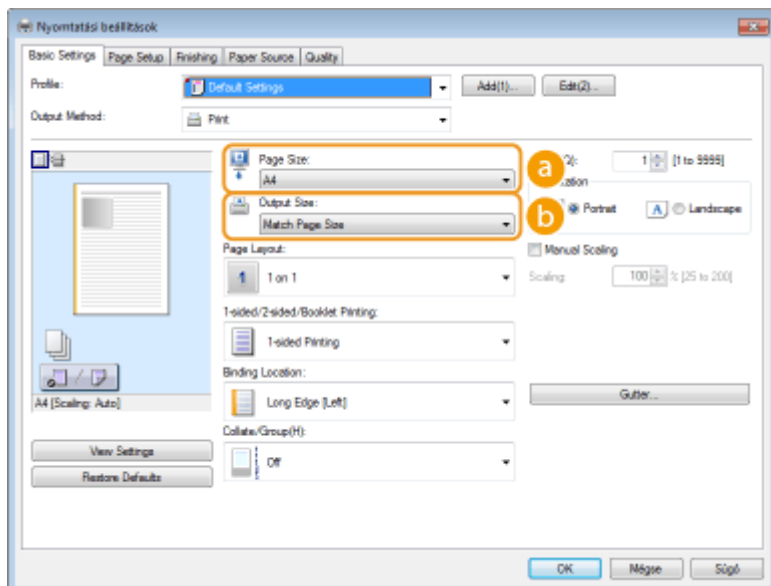 Nyomtatási beállítások
Basic Settings Page Setup Finishing Paper Source Quality
Profile: Default Settings Add(1)... Edit(2)...
Output Method: Print
Page Size:
A4
a
1 [1 to 9999]
Output Size:
Match Page Size
b
Portrait A Landscape
Page Layout:
1 1 on 1
Manual Scaling
Scaling: 100 % [25 to 200]
1-sided/2-sided/Booklet Printing:
1-sided Printing
Binding Location:
Long Edge [Left]
Gutter...
A4 [Scaling: Auto]
Collate/Group(H):
Off
View Settings
Restore Defaults
OK Mégse Súgó